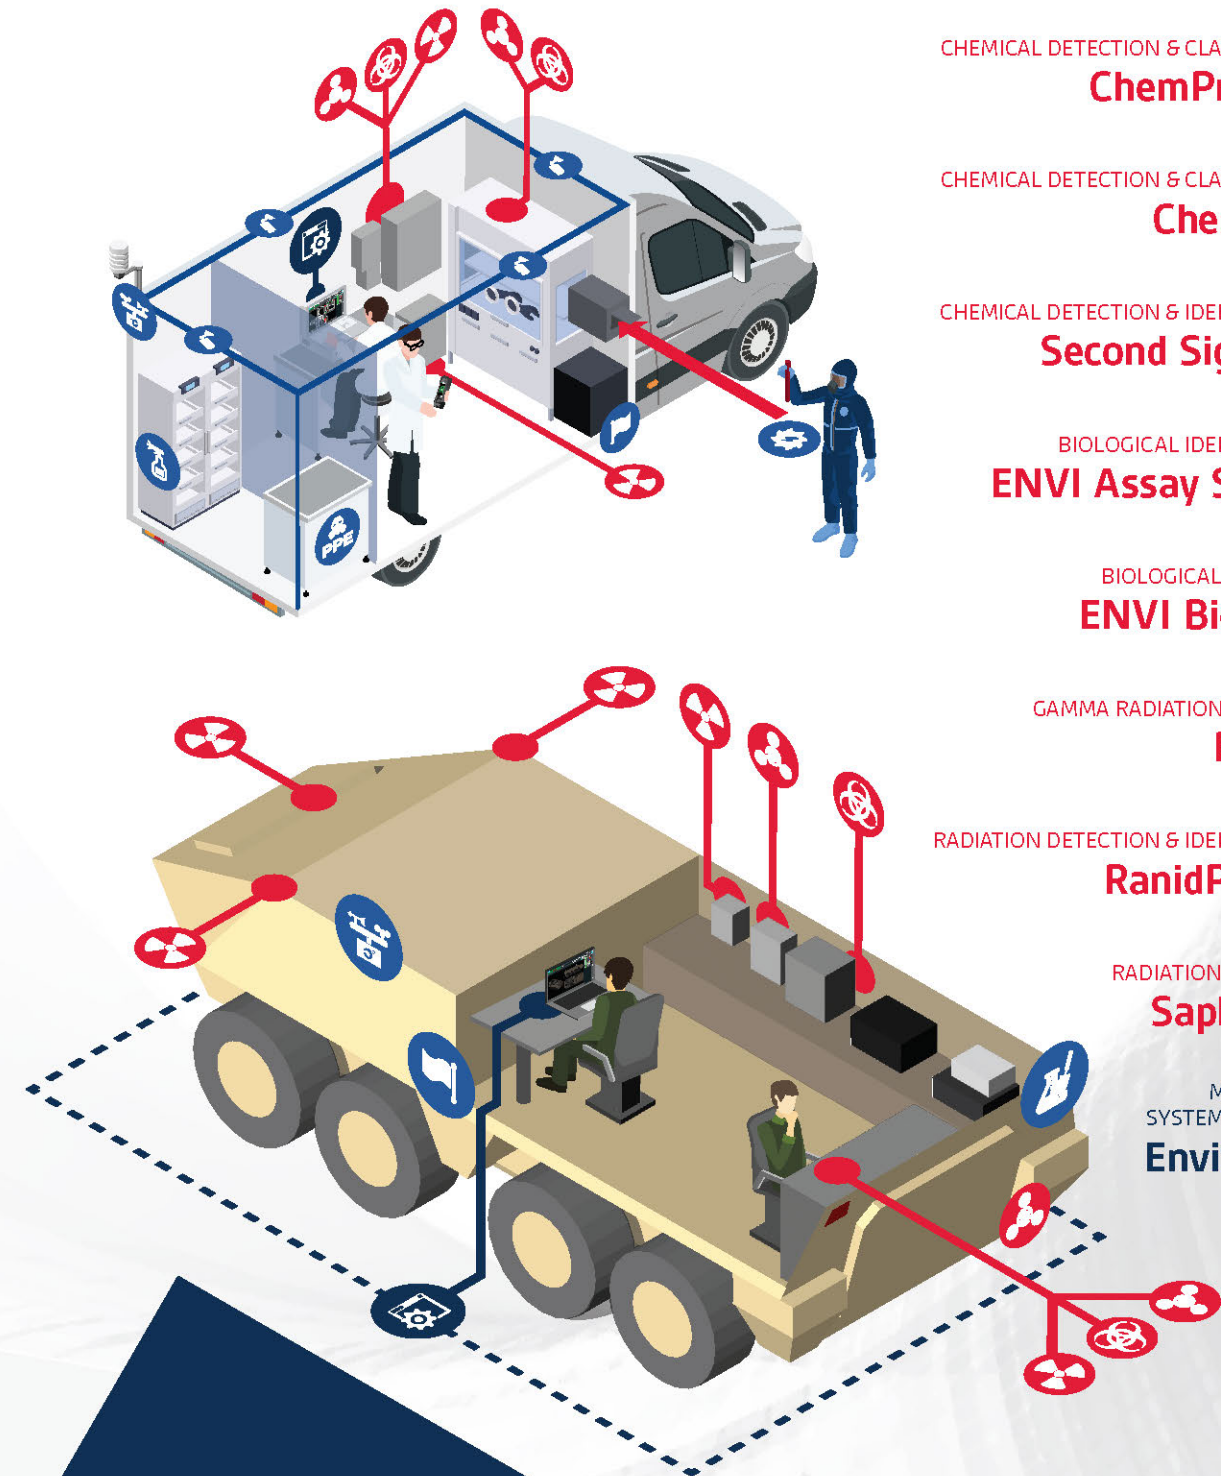 CHEMICAL DETECTION & CLA
ChemPr
CHEMICAL DETECTION & CLA
Che
CHEMICAL DETECTION & IDE
Second Sig
BIOLOGICAL IDE
ENVI Assay S
BIOLOGICAL
ENVI Bi
GAMMA RADIATION
RADIATION DETECTION & IDE
RanidP
RADIATION
Sap
M
SYSTEM
Envi
PPE